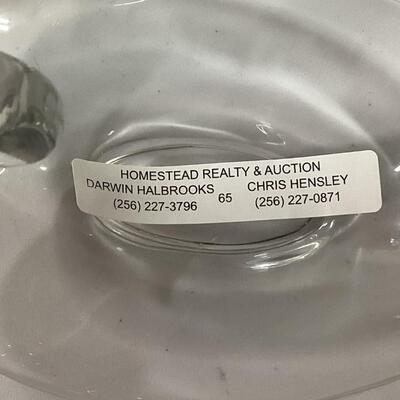 HOMESTEAD REALTY & AUCTION
DARWIN HALBROOKS 65 CHRIS HENSLEY
(256) 227-3796 (256) 227-0871